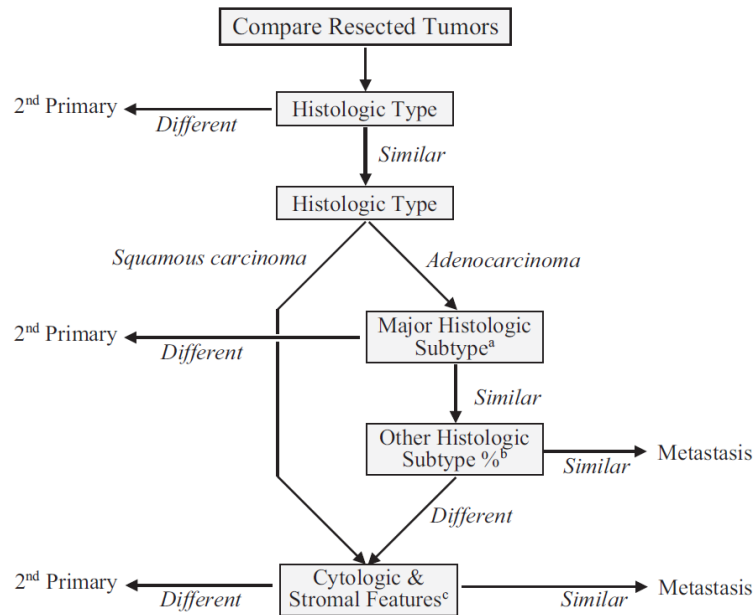 Compare Resected Tumors
2nd Primary
Different
Histologic Type
Similar
Histologic Type
Squamous carcinoma
Adenocarcinoma
2nd Primary
Different
Major Histologic
Subtypeᵃ
Similar
Other Histologic
Subtype %ᵇ
Similar
Metastasis
Different
2nd Primary
Different
Cytologic &
Stromal Featuresᶜ
Similar
Metastasis